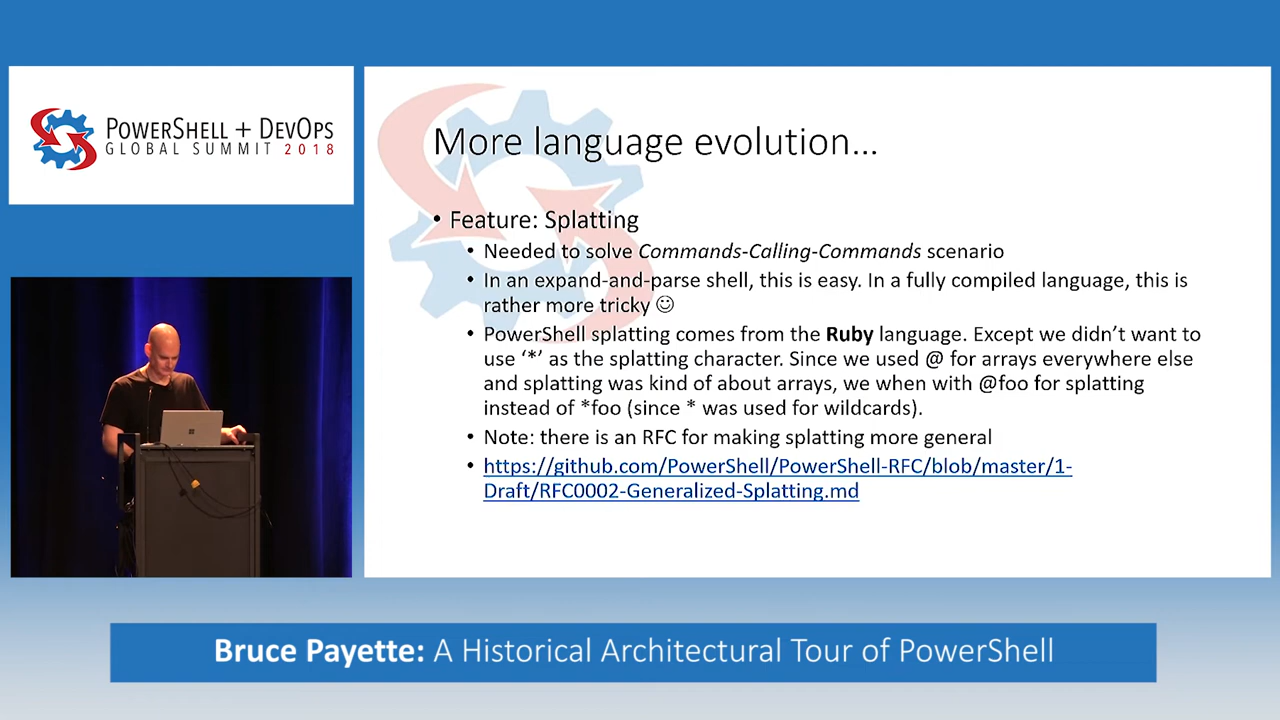 POWERSHELL + DEVOPS
GLOBAL SUMMIT 2018
More language evolution…
• Feature: Splatting
• Needed to solve Commands-Calling-Commands scenario
• In an expand-and-parse shell, this is easy. In a fully compiled language, this is
rather more tricky ☺
• PowerShell splatting comes from the Ruby language. Except we didn’t want to
use ‘*’ as the splatting character. Since we used @ for arrays everywhere else
and splatting was kind of about arrays, we when with @foo for splatting
instead of *foo (since * was used for wildcards).
• Note: there is an RFC for making splatting more general
• https://github.com/PowerShell/PowerShell-RFC/blob/master/1-
Draft/RFC0002-Generalized-Splatting.md
Bruce Payette: A Historical Architectural Tour of PowerShell